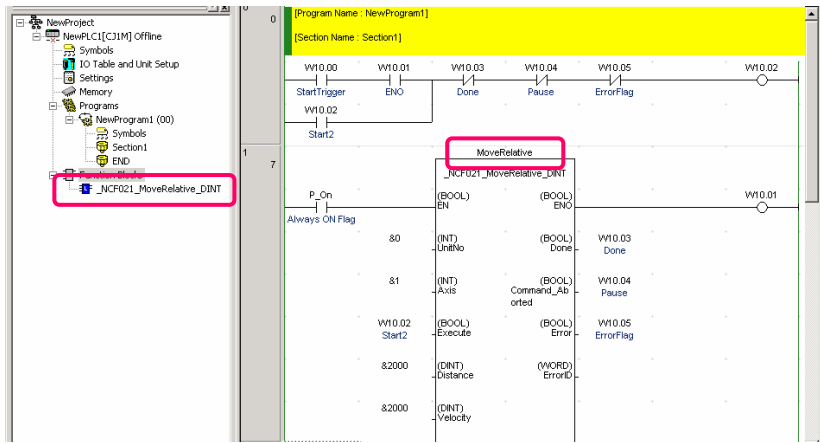 NewProject
NewPLC1[CJ1M] Offline
Symbols
IO Table and Unit Setup
Settings
Memory
Programs
NewProgram1 (00)
Symbols
Section1
END
Function Blocks
_NCF021_MoveRelative_DINT
0
0
[Program Name : NewProgram1]
[Section Name : Section1]
W10.00 W10.01 W10.03 W10.04 W10.05 W10.02
StartTrigger ENO Done Pause ErrorFlag
W10.02
Start2
1
7
MoveRelative
_NCF021_MoveRelative_DINT
P_On (BOOL) (BOOL) W10.01
EN ENO
Always ON Flag
&0 (INT) (BOOL) W10.03
UnitNo Done Done
&1 (INT) (BOOL) W10.04
Axis Command_Ab Pause
orted
W10.02 (BOOL) (BOOL) W10.05
Start2 Execute Error ErrorFlag
&2000 (DINT) (WORD)
Distance ErrorID
&2000 (DINT)
Velocity